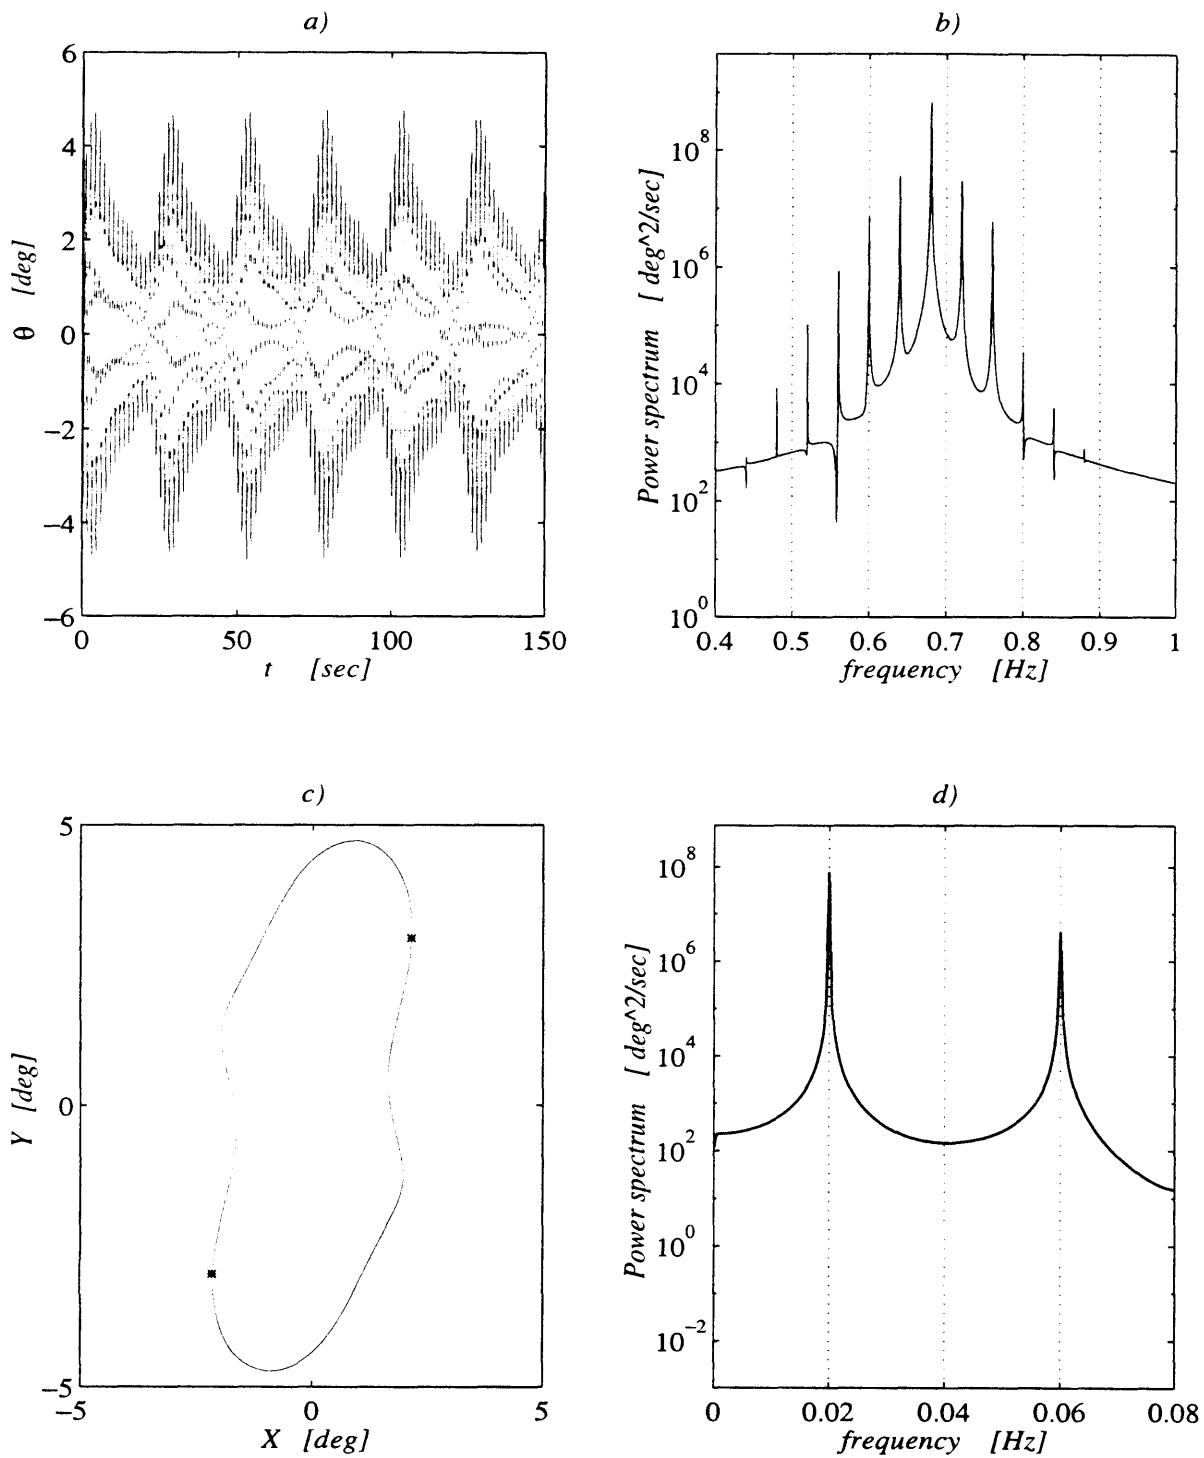 a)
6
4
2
0
−2
−4
−6
θ [deg]
0 50 100 150
t [sec]
b)
10^8
10^6
10^4
10^2
10^0
Power spectrum [ deg^2/sec]
0.4 0.5 0.6 0.7 0.8 0.9 1
frequency [Hz]
c)
5
0
−5
Y [deg]
−5 0 5
X [deg]
d)
10^8
10^6
10^4
10^2
10^0
10^−2
Power spectrum [ deg^2/sec]
0 0.02 0.04 0.06 0.08
frequency [Hz]